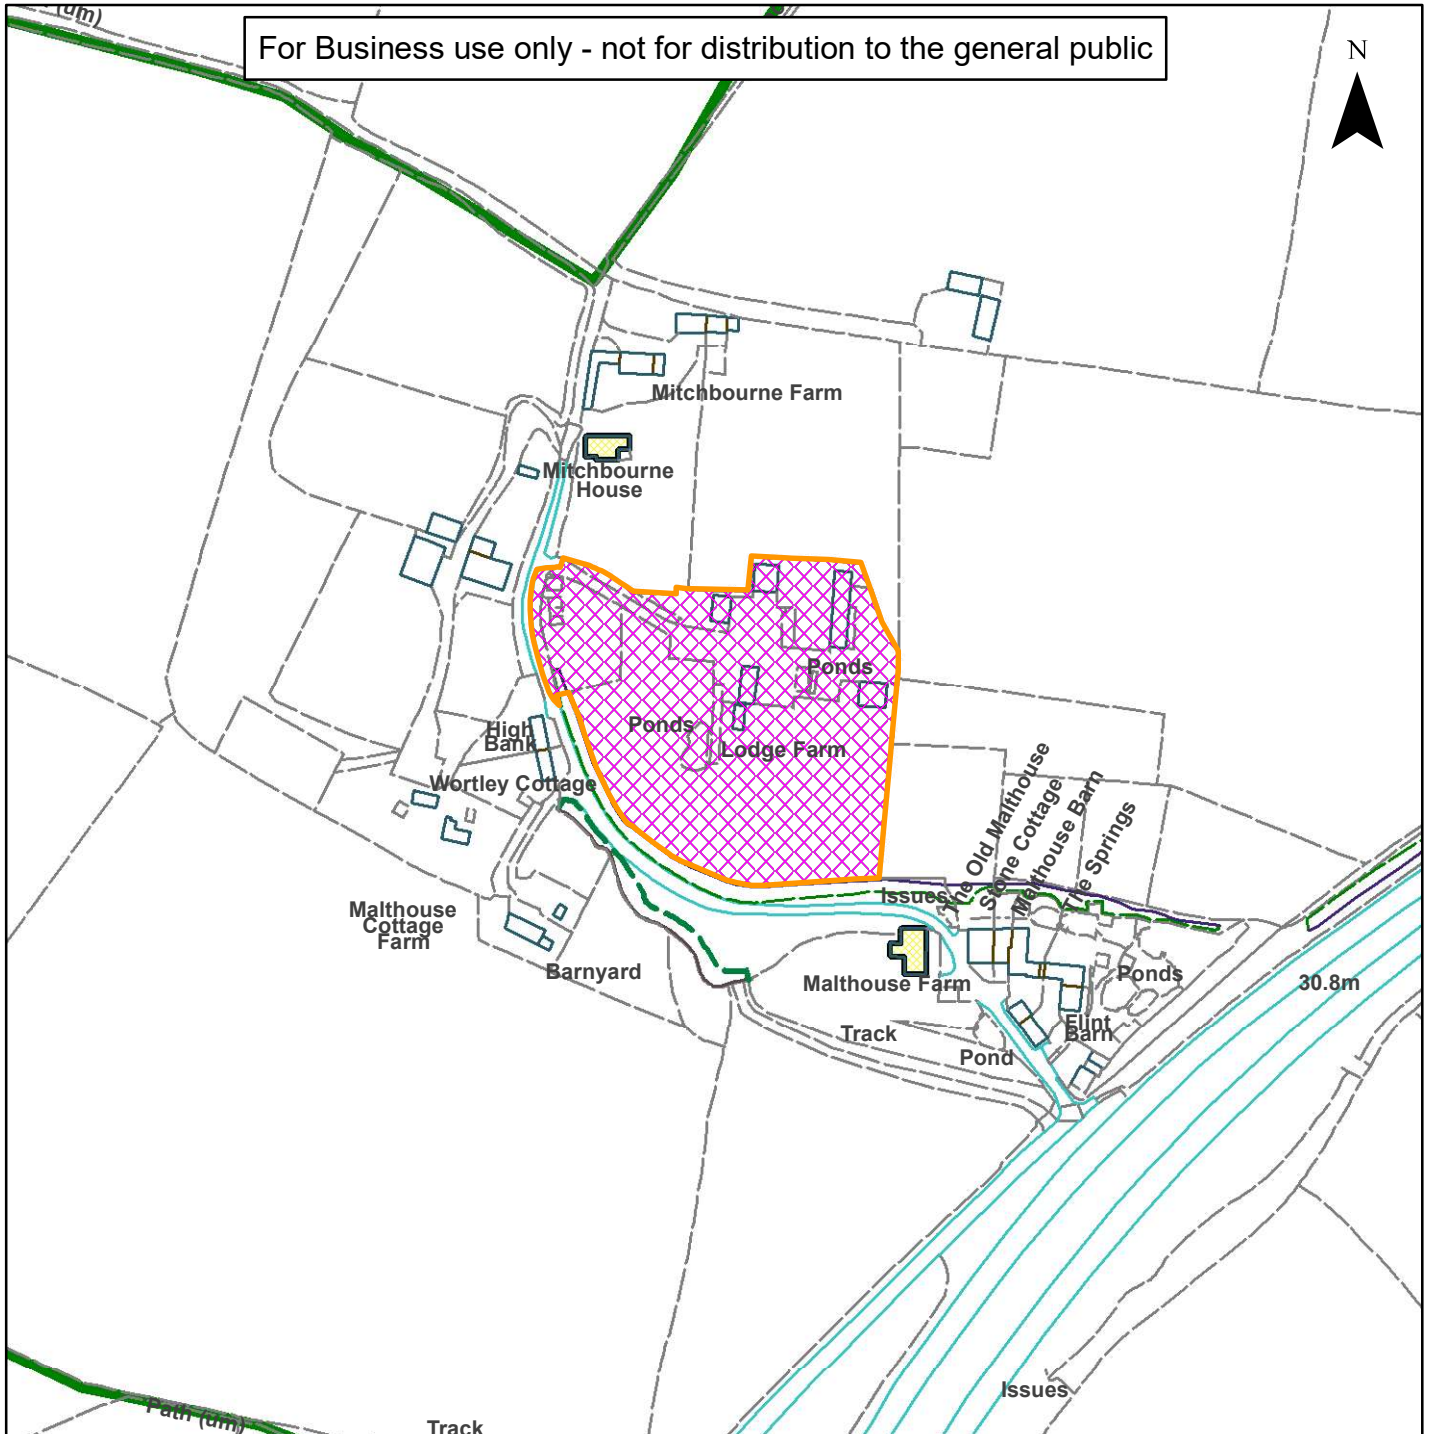 (um)
For Business use only - not for distribution to the general public
N
Mitchbourne Farm
Mitchbourne
House
Ponds
Ponds
High
Bank
Lodge Farm
Wortley Cottage
The Old Malthouse
Stone Cottage
Malthouse Barn
The Springs
Issues
Malthouse
Cottage
Farm
Barnyard
Malthouse Farm
Ponds
30.8m
Track
Flint
Barn
Pond
Issues
Path (um)
Track